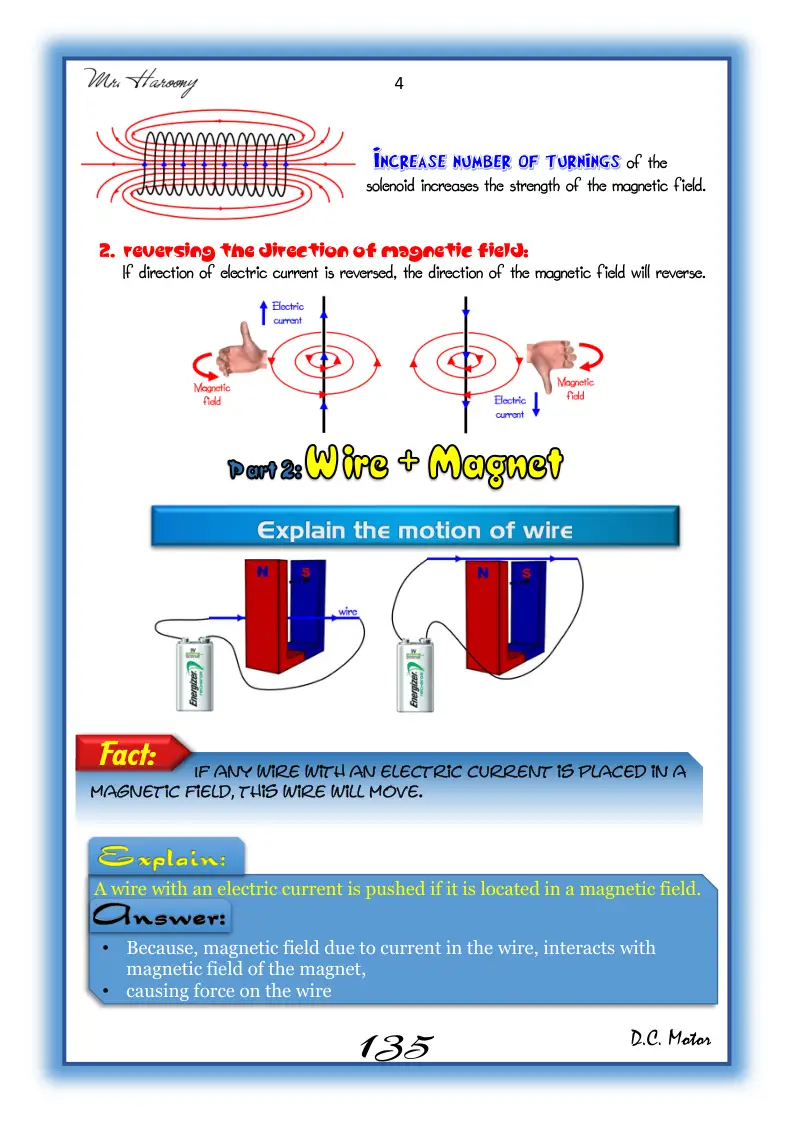 Mr. Haroony
4
Increase number of turnings of the
solenoid increases the strength of the magnetic field.
2. reversing the direction of magnetic field:
If direction of electric current is reversed, the direction of the magnetic field will reverse.
Electric
current
Magnetic
field
Magnetic
field
Electric
current
Part 2: Wire + Magnet
Explain the motion of wire
N S
wire
Energizer
N S
Energizer
Fact:
IF ANY WIRE WITH AN ELECTRIC CURRENT IS PLACED IN A
MAGNETIC FIELD, THIS WIRE WILL MOVE.
Explain:
A wire with an electric current is pushed if it is located in a magnetic field.
Answer:
• Because, magnetic field due to current in the wire, interacts with
magnetic field of the magnet,
• causing force on the wire
135
D.C. Motor